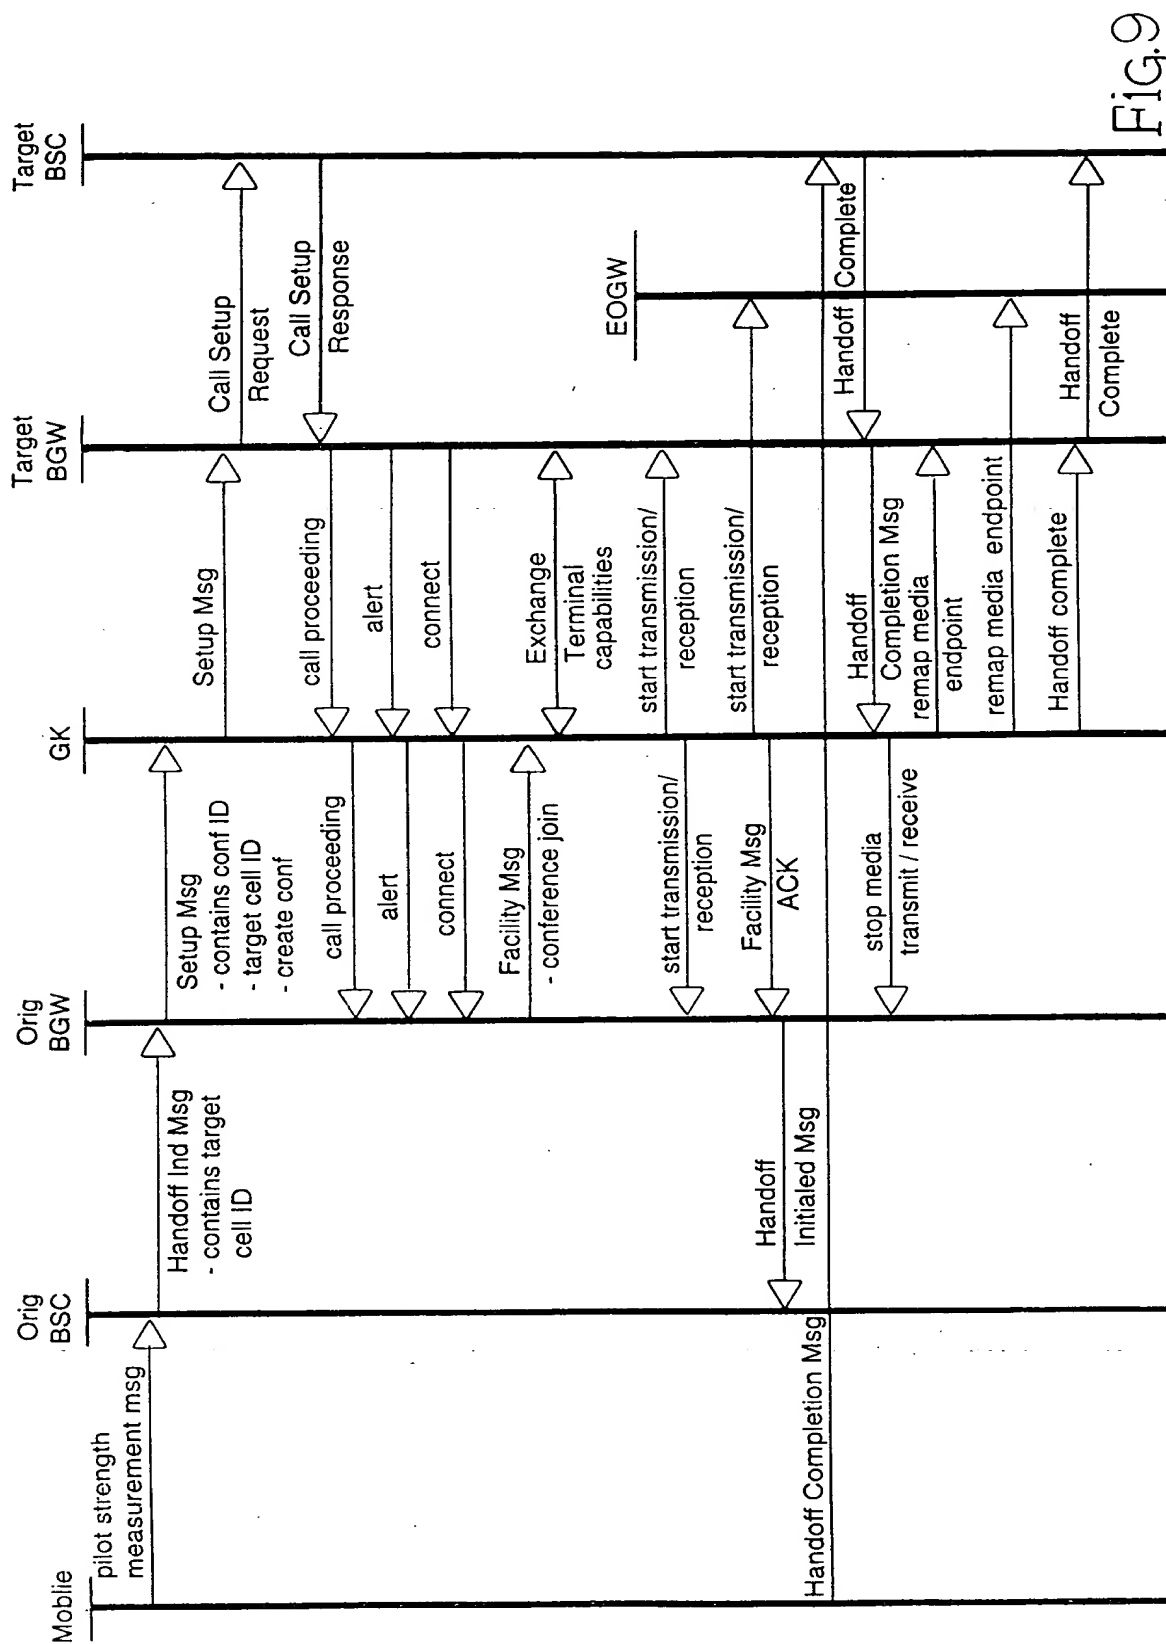 Moblie
Orig
BSC
Orig
BGW
GK
Target
BGW
Target
BSC
EOGW
pilot strength
measurement msg
Handoff Ind Msg
- contains target
cell ID
Setup Msg
- contains conf ID
- target cell ID
- create conf
Setup Msg
Call Setup
Request
Call Setup
Response
call proceeding
call proceeding
alert
alert
connect
connect
Facility Msg
- conference join
Exchange
Terminal
capabilities
start transmission/
reception
start transmission/
reception
start transmission/
reception
Facility Msg
ACK
Handoff
Initialed Msg
Handoff Completion Msg
Handoff Complete
Handoff
Completion Msg
stop media
transmit / receive
remap media
endpoint
remap media endpoint
Handoff complete
Handoff
Complete
FIG.9